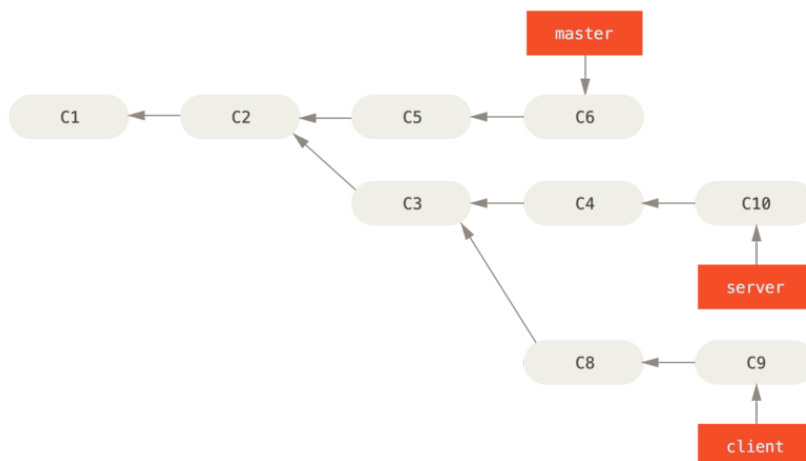 master
C1 C2 C5 C6
C3 C4 C10
server
C8 C9
client